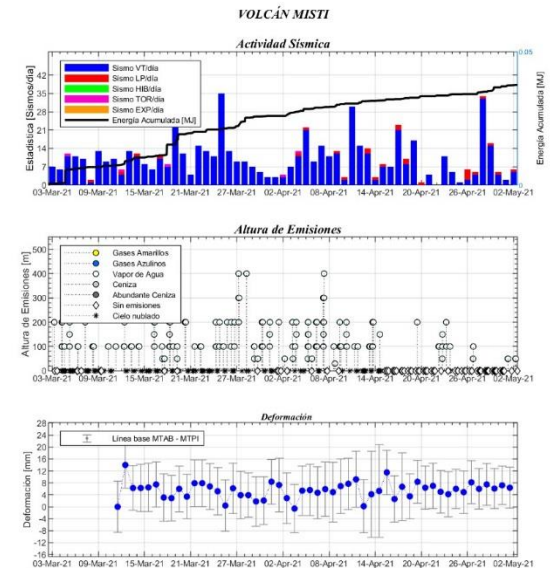 VOLCÁN MISTI
Actividad Sísmica
Sismo VT/día
Sismo LP/día
Sismo HIB/día
Sismo TOR/día
Sismo EXP/día
Energía Acumulada [MJ]
Estadística [Sismos/día]
42
35
28
21
14
7
0
0.05
0
Energía Acumulada [MJ]
03-Mar-21 09-Mar-21 15-Mar-21 21-Mar-21 27-Mar-21 02-Apr-21 08-Apr-21 14-Apr-21 20-Apr-21 26-Apr-21 02-May-21
Altura de Emisiones
Gases Amarillos
Gases Azulinos
Vapor de Agua
Ceniza
Abundante Ceniza
Sin emisiones
Cielo nublado
Altura de Emisiones [m]
500
400
300
200
100
0
03-Mar-21 09-Mar-21 15-Mar-21 21-Mar-21 27-Mar-21 02-Apr-21 08-Apr-21 14-Apr-21 20-Apr-21 26-Apr-21 02-May-21
Deformación
Línea base MTAB - MTPI
Deformacion [mm]
28
24
20
16
12
8
4
0
-4
-8
-12
-16
03-Mar-21 09-Mar-21 15-Mar-21 21-Mar-21 27-Mar-21 02-Apr-21 08-Apr-21 14-Apr-21 20-Apr-21 26-Apr-21 02-May-21